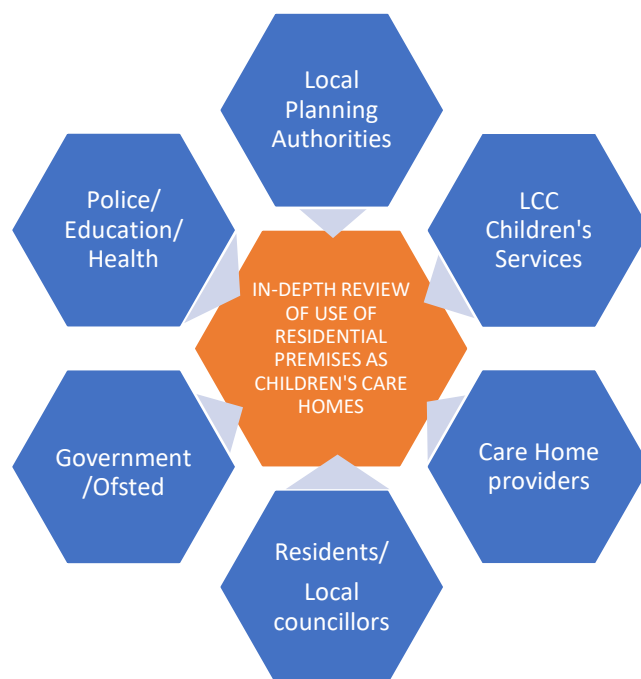 Local
Planning
Authorities
Police/
Education/
Health
LCC
Children's
Services
IN-DEPTH REVIEW
OF USE OF
RESIDENTIAL
PREMISES AS
CHILDREN'S CARE
HOMES
Government
/Ofsted
Care Home
providers
Residents/
Local
councillors